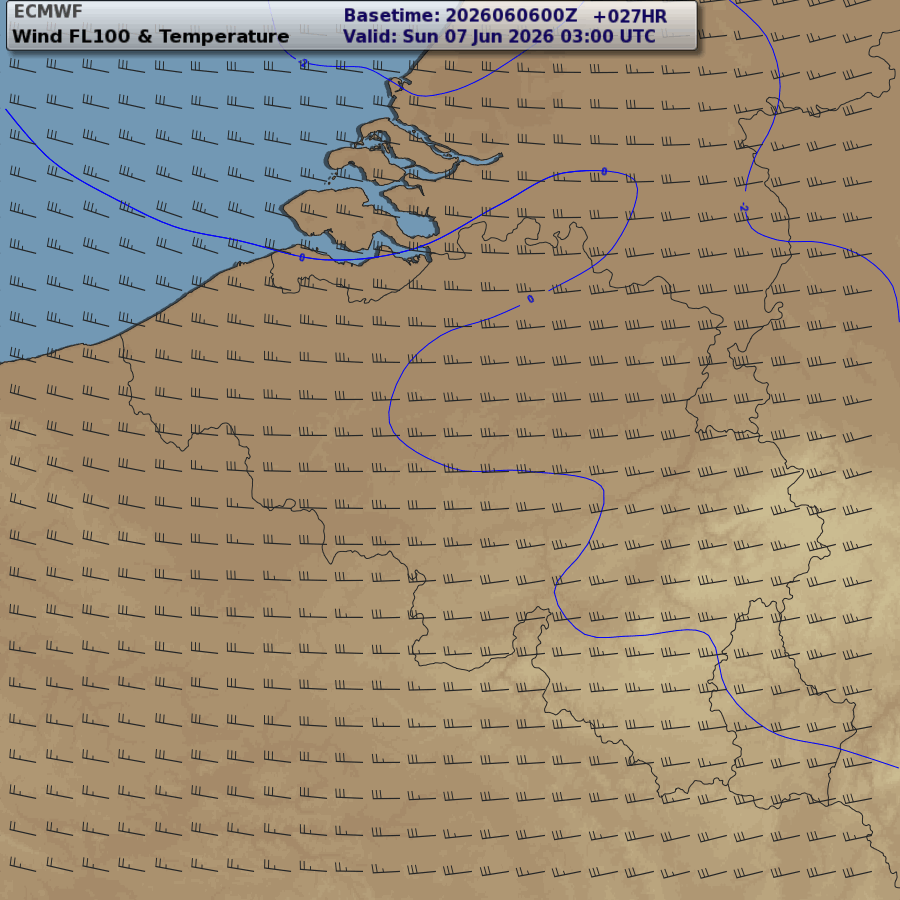 ECMWF
Basetime: 2026060600Z +027HR
Wind FL100 & Temperature
Valid: Sun 07 Jun 2026 03:00 UTC
0
0
0